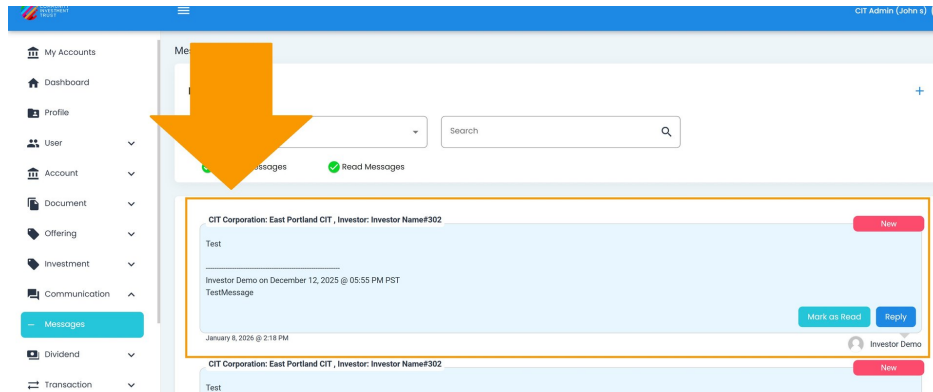 COMMUNITY
INVESTMENT
TRUST
CIT Admin (John s)
My Accounts
Dashboard
Profile
User
Account
Document
Offering
Investment
Communication
Messages
Dividend
Transaction
+
Search
Read Messages
CIT Corporation: East Portland CIT , Investor: Investor Name#302
New
Test
Investor Demo on December 12, 2025 @ 05:55 PM PST
TestMessage
Mark as Read
Reply
January 8, 2026 @ 2:18 PM
Investor Demo
CIT Corporation: East Portland CIT , Investor: Investor Name#302
New
Test